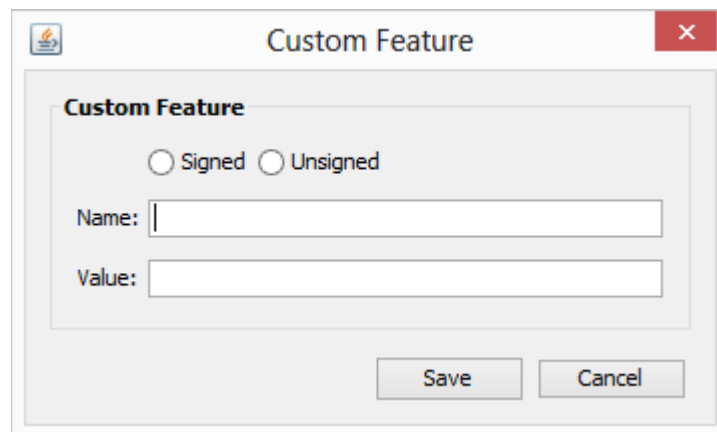 Custom Feature
Custom Feature
Signed Unsigned
Name:
Value:
Save Cancel